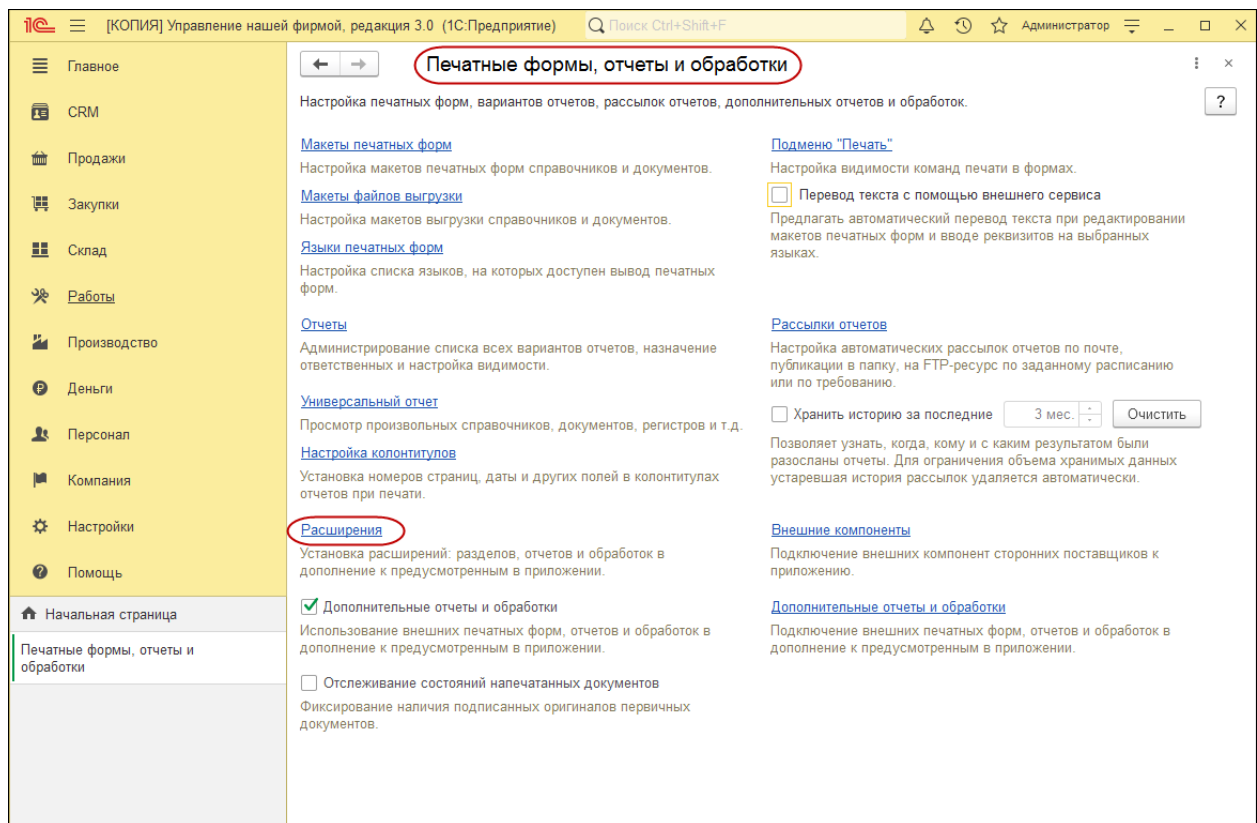 1С [КОПИЯ] Управление нашей фирмой, редакция 3.0 (1С:Предприятие) Поиск Ctrl+Shift+F Администратор
Главное
CRM
Продажи
Закупки
Склад
Работы
Производство
Деньги
Персонал
Компания
Настройки
Помощь
Начальная страница
Печатные формы, отчеты и
обработки
Печатные формы, отчеты и обработки
Настройка печатных форм, вариантов отчетов, рассылок отчетов, дополнительных отчетов и обработок.
?
Макеты печатных форм
Настройка макетов печатных форм справочников и документов.
Макеты файлов выгрузки
Настройка макетов выгрузки справочников и документов.
Языки печатных форм
Настройка списка языков, на которых доступен вывод печатных
форм.
Подменю "Печать"
Настройка видимости команд печати в формах.
Перевод текста с помощью внешнего сервиса
Предлагать автоматический перевод текста при редактировании
макетов печатных форм и вводе реквизитов на выбранных
языках.
Отчеты
Администрирование списка всех вариантов отчетов, назначение
ответственных и настройка видимости.
Универсальный отчет
Просмотр произвольных справочников, документов, регистров и т.д.
Настройка колонтитулов
Установка номеров страниц, даты и других полей в колонтитулах
отчетов при печати.
Рассылки отчетов
Настройка автоматических рассылок отчетов по почте,
публикации в папку, на FTP-ресурс по заданному расписанию
или по требованию.
Хранить историю за последние 3 мес. Очистить
Позволяет узнать, когда, кому и с каким результатом были
разосланы отчеты. Для ограничения объема хранимых данных
устаревшая история рассылок удаляется автоматически.
Расширения
Установка расширений: разделов, отчетов и обработок в
дополнение к предусмотренным в приложении.
Внешние компоненты
Подключение внешних компонент сторонних поставщиков к
приложению.
Дополнительные отчеты и обработки
Использование внешних печатных форм, отчетов и обработок в
дополнение к предусмотренным в приложении.
Дополнительные отчеты и обработки
Подключение внешних печатных форм, отчетов и обработок в
дополнение к предусмотренным в приложении.
Отслеживание состояний напечатанных документов
Фиксирование наличия подписанных оригиналов первичных
документов.